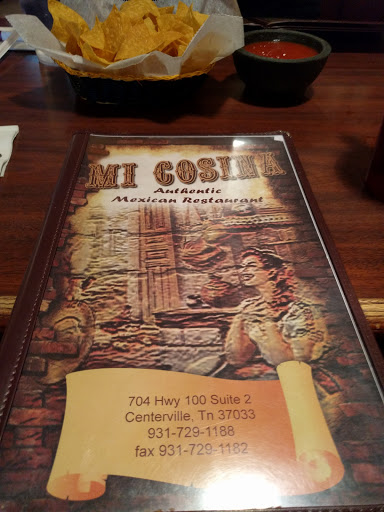 MI COSINA
Authentic
Mexican Restaurant
704 Hwy 100 Suite 2
Centerville, Tn 37033
931-729-1188
fax 931-729-1182